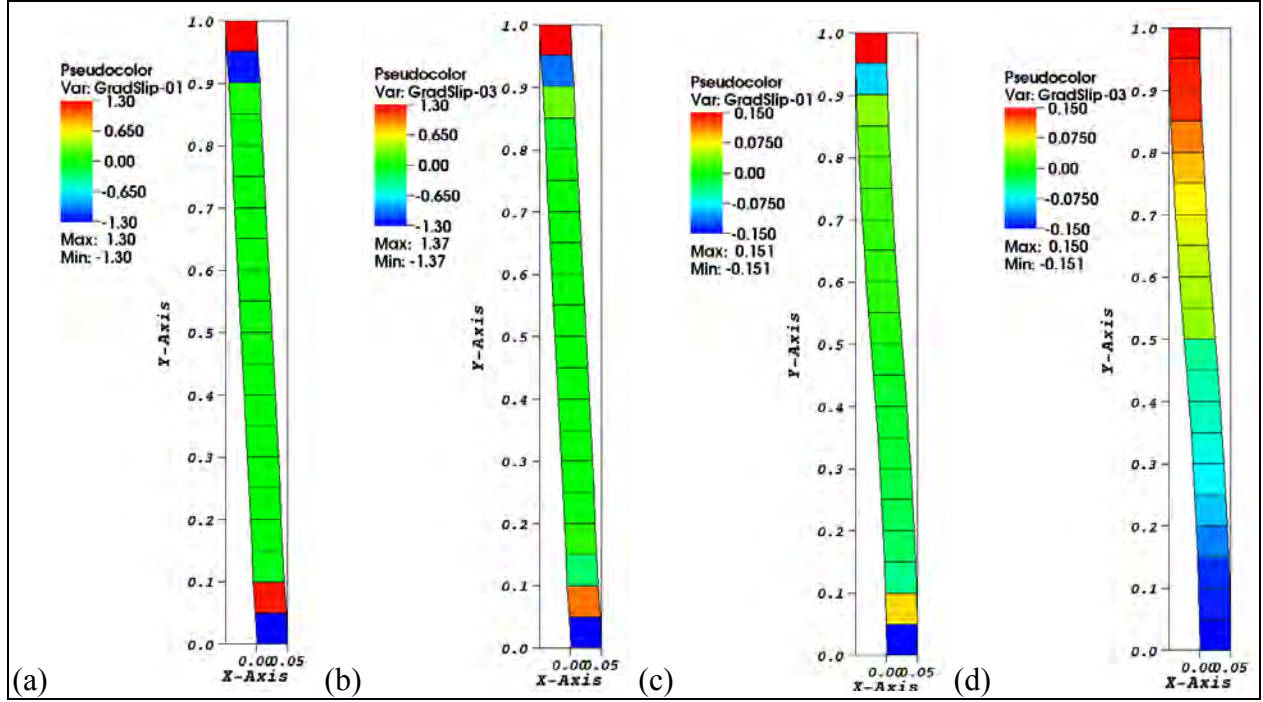 Pseudocolor
Var: GradSlip-01
1.30
0.650
0.00
-0.650
-1.30
Max: 1.30
Min: -1.30
1.0
0.9
0.8
0.7
0.6
0.5
0.4
0.3
0.2
0.1
0.0
Y-Axis
0.00
0.05
X-Axis
(a)
Pseudocolor
Var: GradSlip-03
1.30
0.650
0.00
-0.650
-1.30
Max: 1.37
Min: -1.37
1.0
0.9
0.8
0.7
0.6
0.5
0.4
0.3
0.2
0.1
0.0
Y-Axis
0.00
0.05
X-Axis
(b)
Pseudocolor
Var: GradSlip-01
0.150
0.0750
0.00
-0.0750
-0.150
Max: 0.151
Min: -0.151
1.0
0.9
0.8
0.7
0.6
0.5
0.4
0.3
0.2
0.1
0.0
Y-Axis
0.00
0.05
X-Axis
(c)
Pseudocolor
Var: GradSlip-03
0.150
0.0750
0.00
-0.0750
-0.150
Max: 0.150
Min: -0.151
1.0
0.9
0.8
0.7
0.6
0.5
0.4
0.3
0.2
0.1
0.0
Y-Axis
0.00
0.05
X-Axis
(d)